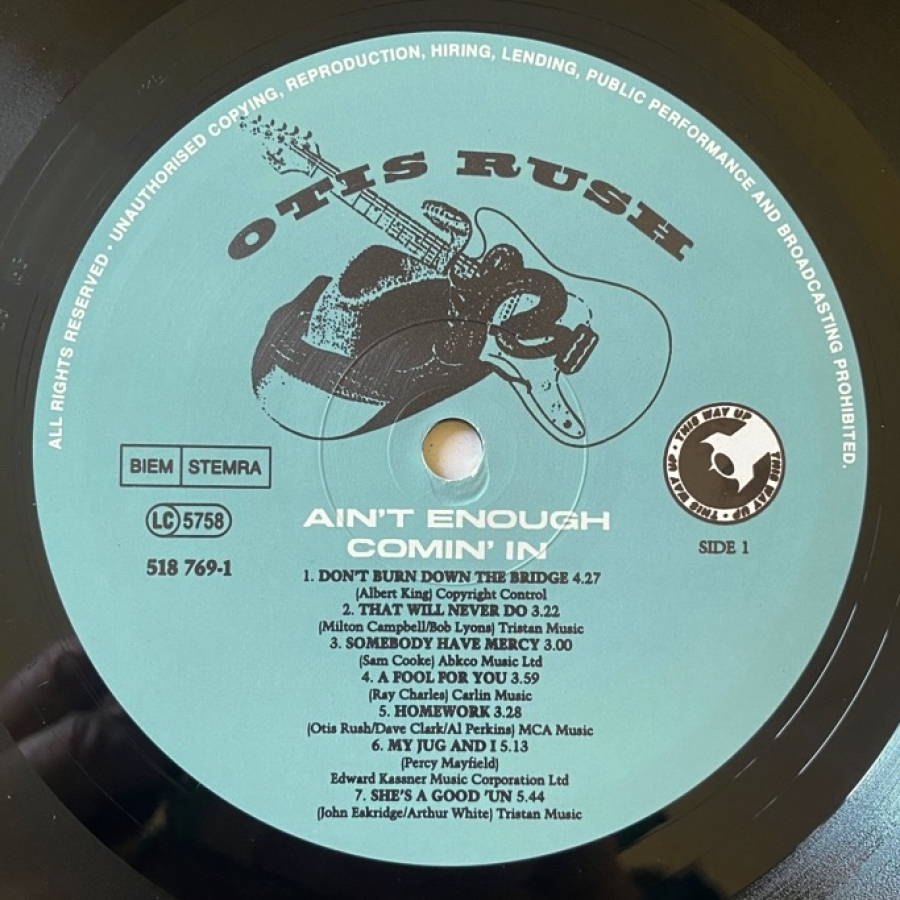 ALL RIGHTS RESERVED · UNAUTHORISED COPYING, REPRODUCTION, HIRING, LENDING, PUBLIC PERFORMANCE AND BROADCASTING PROHIBITED.
OTIS RUSH
BIEM STEMRA
LC 5758
518 769-1
THIS WAY UP · THIS WAY UP · THIS WAY UP ·
SIDE 1
AIN'T ENOUGH
COMIN' IN
1. DON'T BURN DOWN THE BRIDGE 4.27
(Albert King) Copyright Control
2. THAT WILL NEVER DO 3.22
(Milton Campbell/Bob Lyons) Tristan Music
3. SOMEBODY HAVE MERCY 3.00
(Sam Cooke) Abkco Music Ltd
4. A FOOL FOR YOU 3.59
(Ray Charles) Carlin Music
5. HOMEWORK 3.28
(Otis Rush/Dave Clark/Al Perkins) MCA Music
6. MY JUG AND I 5.13
(Percy Mayfield)
Edward Kassner Music Corporation Ltd
7. SHE'S A GOOD 'UN 5.44
(John Eskridge/Arthur White) Tristan Music